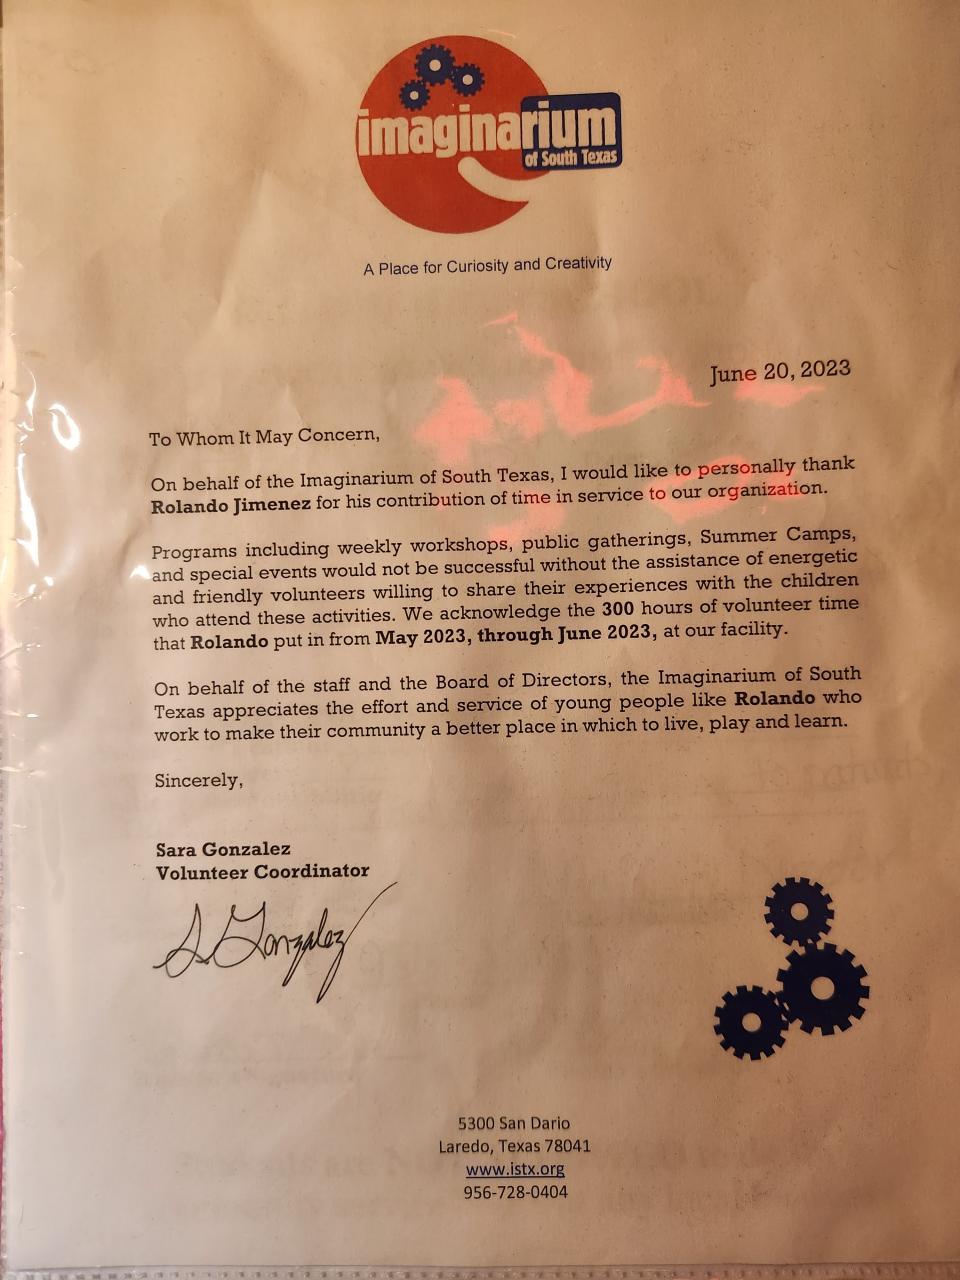 imaginarium
of South Texas
A Place for Curiosity and Creativity
June 20, 2023
To Whom It May Concern,
On behalf of the Imaginarium of South Texas, I would like to personally thank
Rolando Jimenez for his contribution of time in service to our organization.
Programs including weekly workshops, public gatherings, Summer Camps,
and special events would not be successful without the assistance of energetic
and friendly volunteers willing to share their experiences with the children
who attend these activities. We acknowledge the 300 hours of volunteer time
that Rolando put in from May 2023, through June 2023, at our facility.
On behalf of the staff and the Board of Directors, the Imaginarium of South
Texas appreciates the effort and service of young people like Rolando who
work to make their community a better place in which to live, play and learn.
Sincerely,
Sara Gonzalez
Volunteer Coordinator
S. Gonzalez
5300 San Dario
Laredo, Texas 78041
www.istx.org
956-728-0404